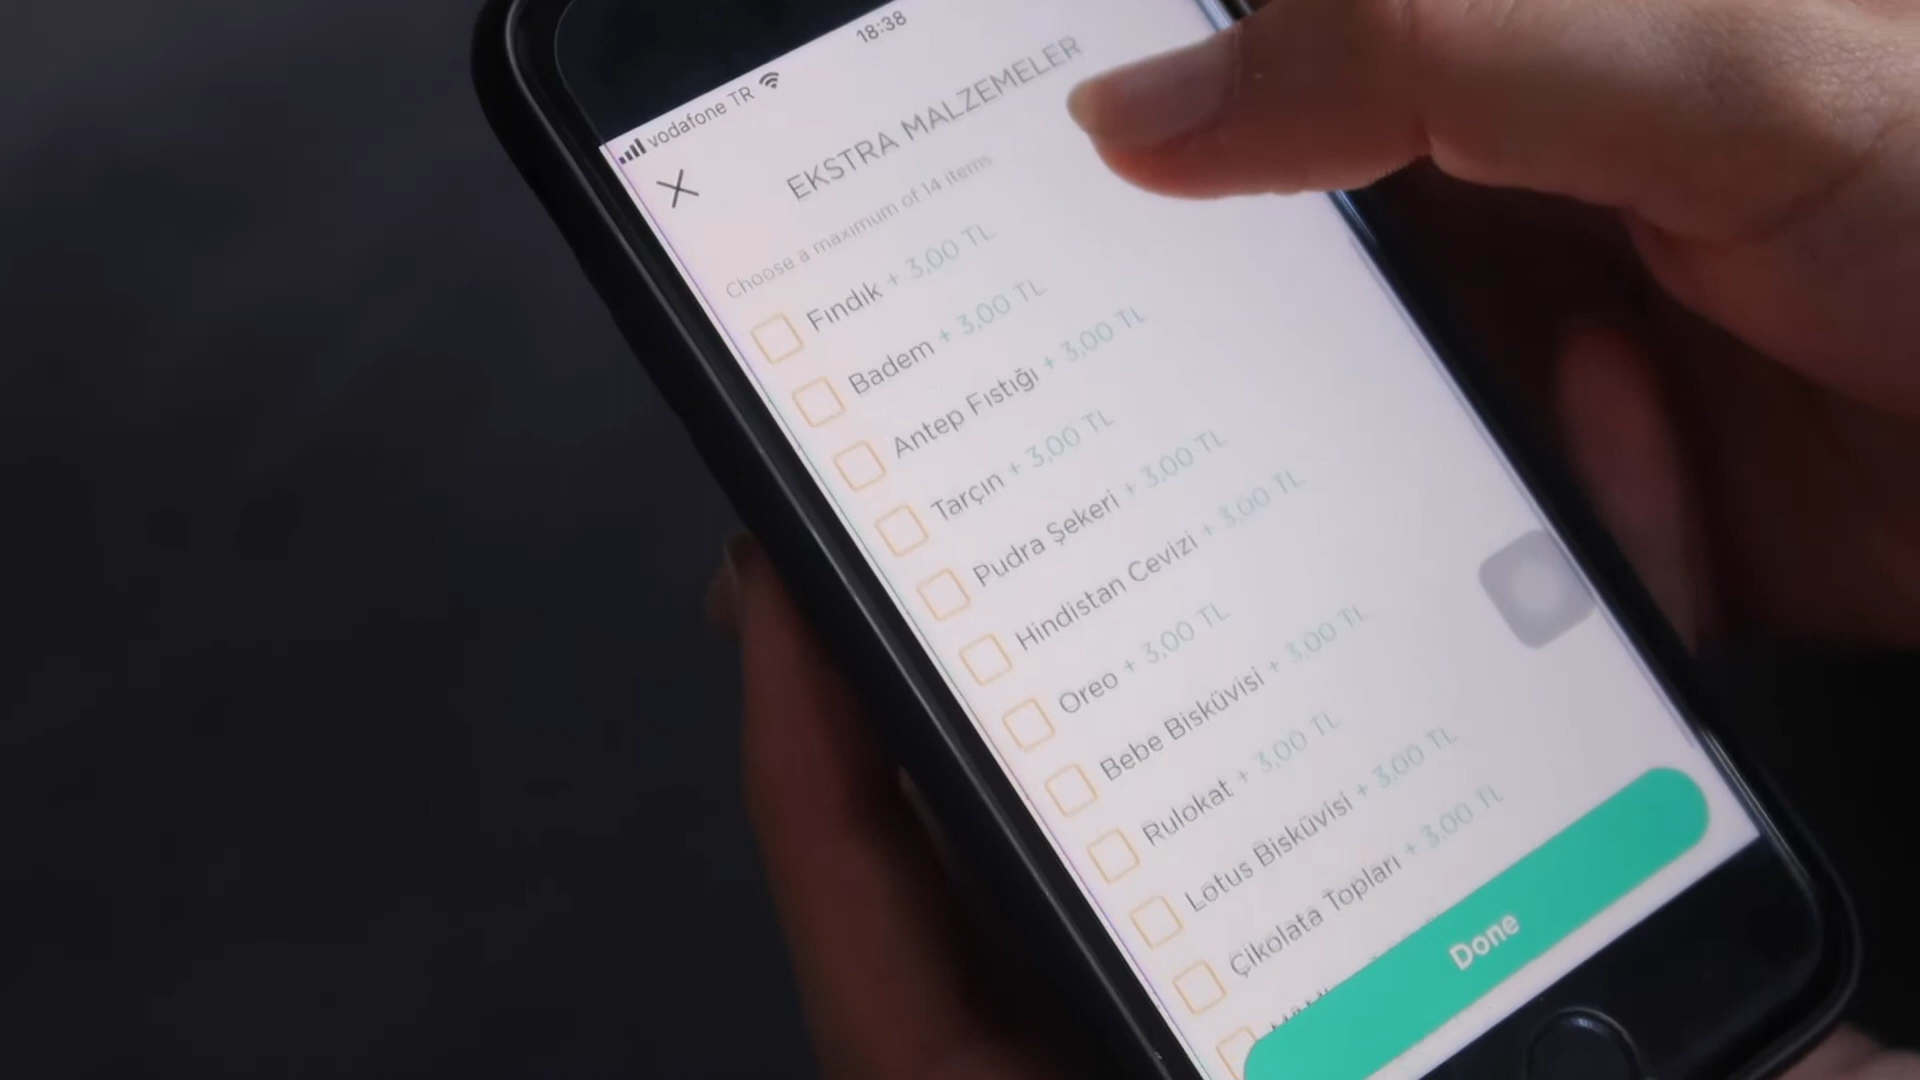 vodafone TR 18:38
EKSTRA MALZEMELER
Choose a maximum of 14 items
Fındık + 3,00 TL
Badem + 3,00 TL
Antep Fıstığı + 3,00 TL
Tarçın + 3,00 TL
Pudra Şekeri + 3,00 TL
Hindistan Cevizi + 3,00 TL
Oreo + 3,00 TL
Bebe Bisküvisi + 3,00 TL
Rulokat + 3,00 TL
Lotus Bisküvisi + 3,00 TL
Çikolata Topları + 3,00 TL
Done